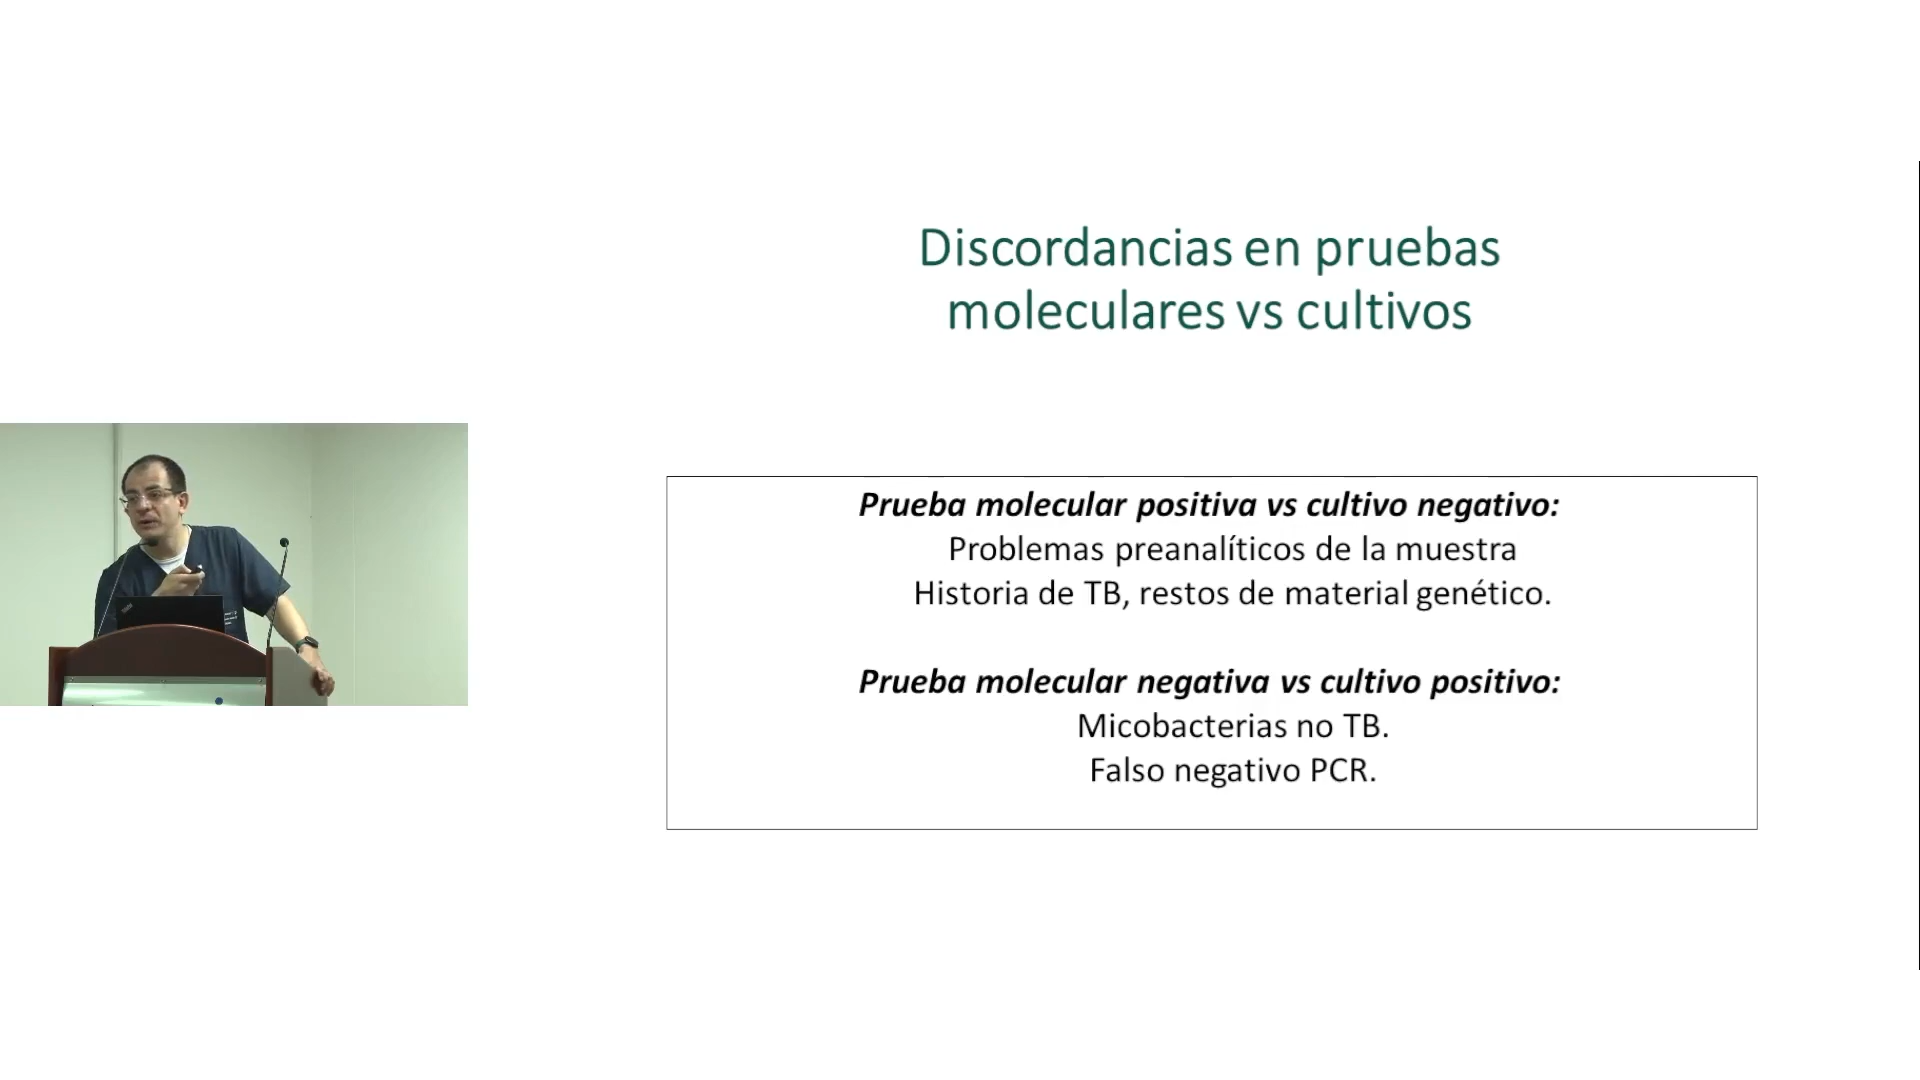 Discordancias en pruebas
moleculares vs cultivos
Prueba molecular positiva vs cultivo negativo:
Problemas preanalíticos de la muestra
Historia de TB, restos de material genético.
Prueba molecular negativa vs cultivo positivo:
Micobacterias no TB.
Falso negativo PCR.